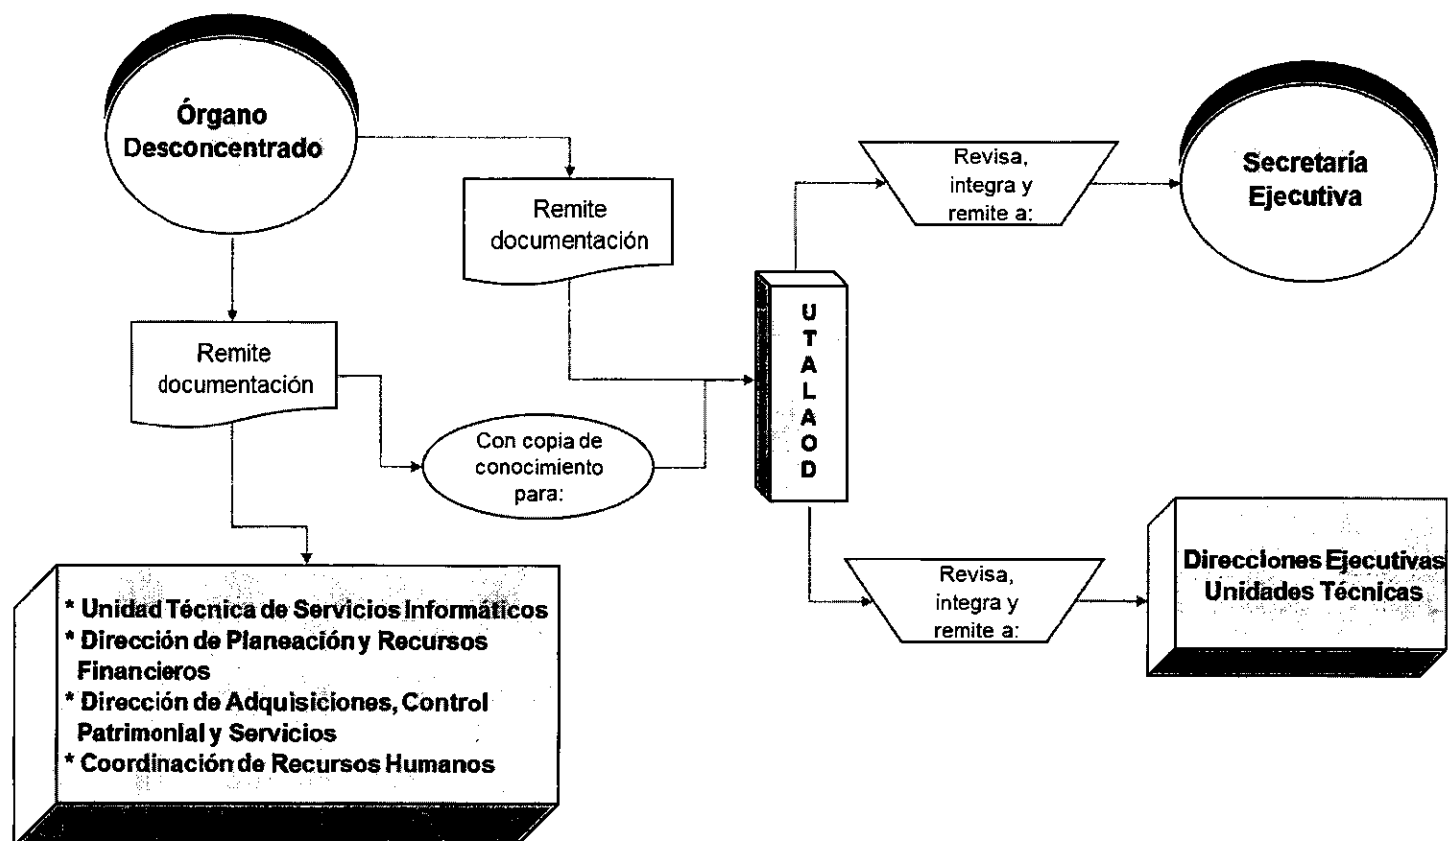 Órgano
Desconcentrado
Remite
documentación
Revisa,
integra y
remite a:
Secretaría
Ejecutiva
Remite
documentación
Con copia de
conocimiento
para:
U
T
A
L
A
O
D
Revisa,
integra y
remite a:
Direcciones Ejecutivas
Unidades Técnicas
* Unidad Técnica de Servicios Informáticos
* Dirección de Planeación y Recursos
Financieros
* Dirección de Adquisiciones, Control
Patrimonial y Servicios
* Coordinación de Recursos Humanos